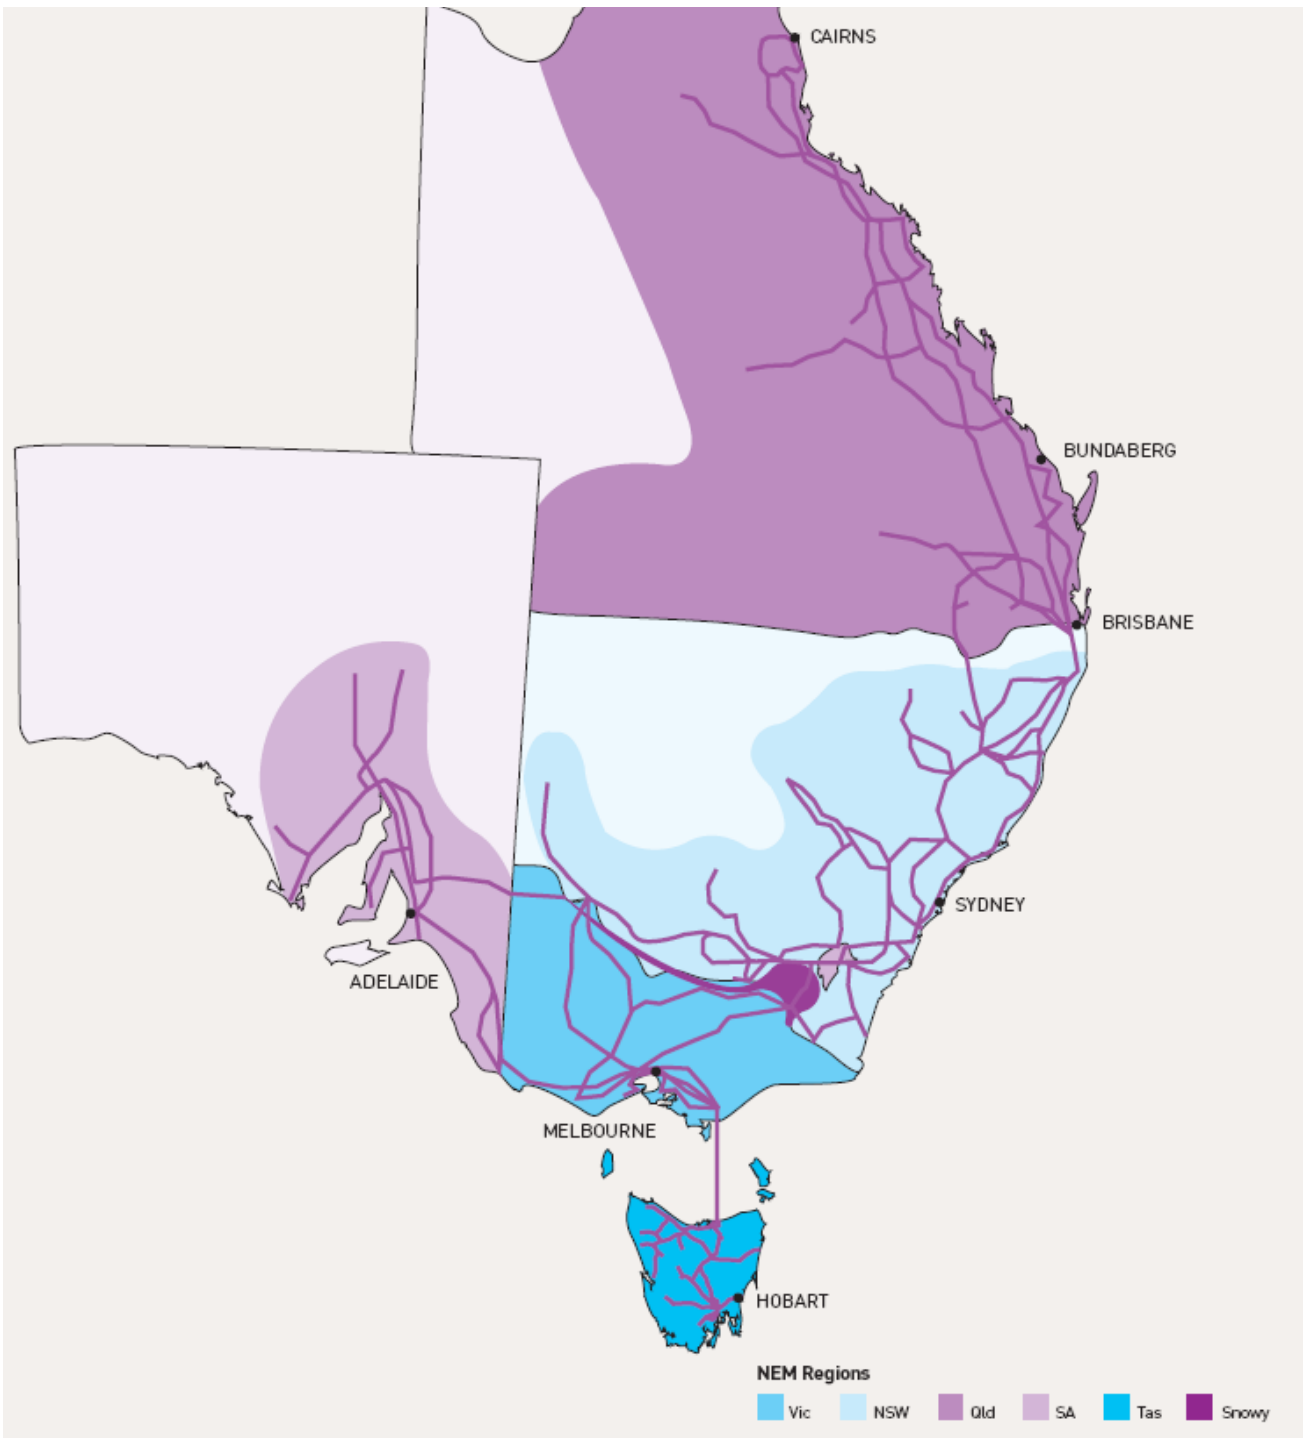 CAIRNS
BUNDABERG
BRISBANE
SYDNEY
ADELAIDE
MELBOURNE
HOBART
NEM Regions
Vic NSW Qld SA Tas Snowy